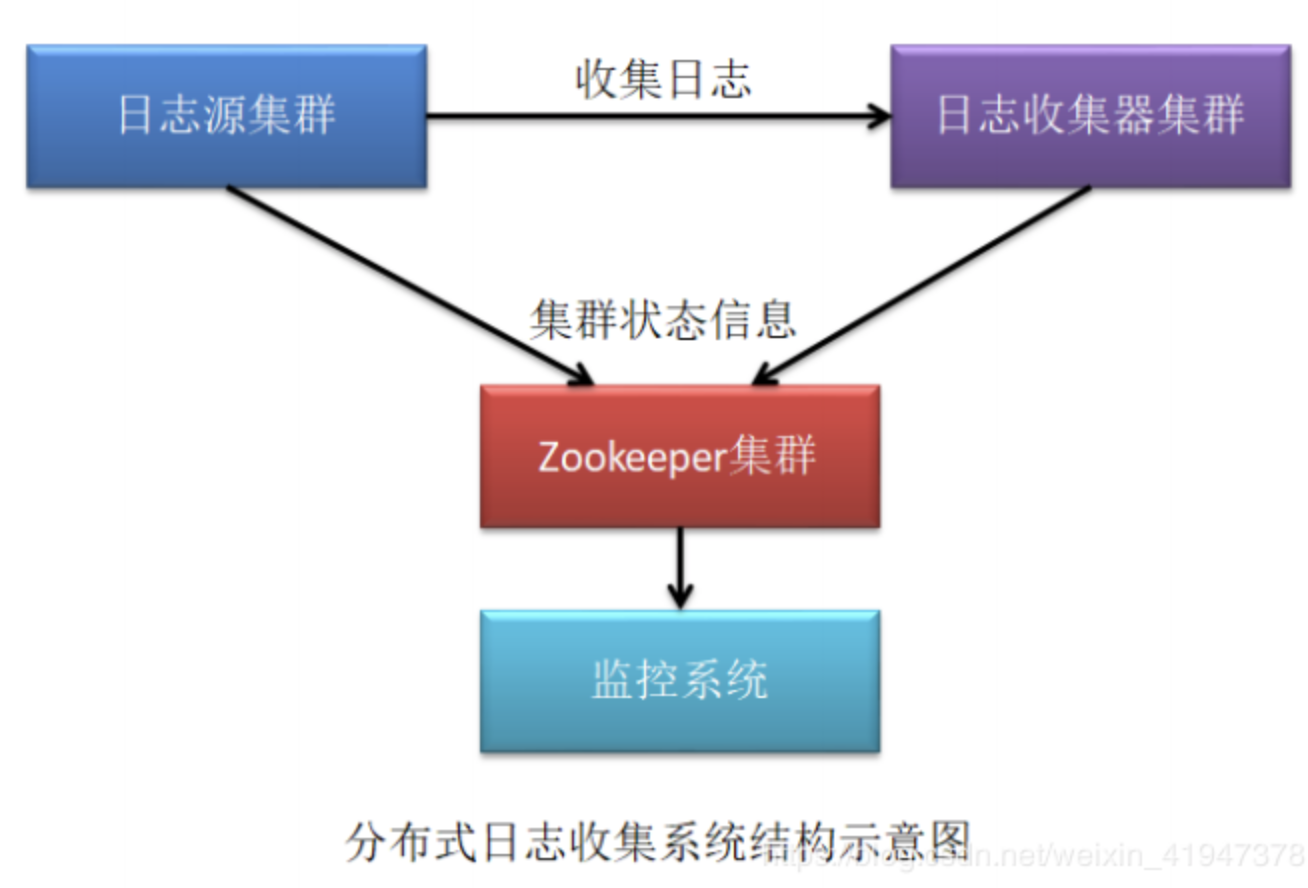 日志源集群
收集日志
日志收集器集群
集群状态信息
Zookeeper集群
监控系统
分布式日志收集系统结构示意图
https://blog.csdn.net/weixin_41947378